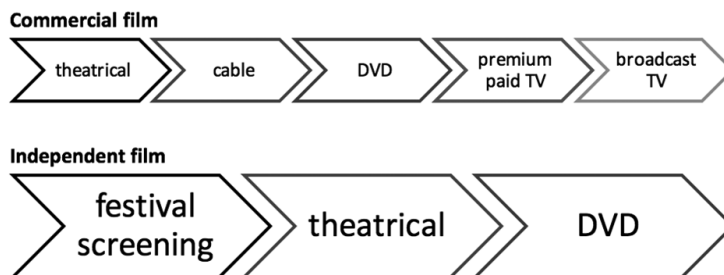 Commercial film
theatrical
cable
DVD
premium
paid TV
broadcast
TV
Independent film
festival
screening
theatrical
DVD